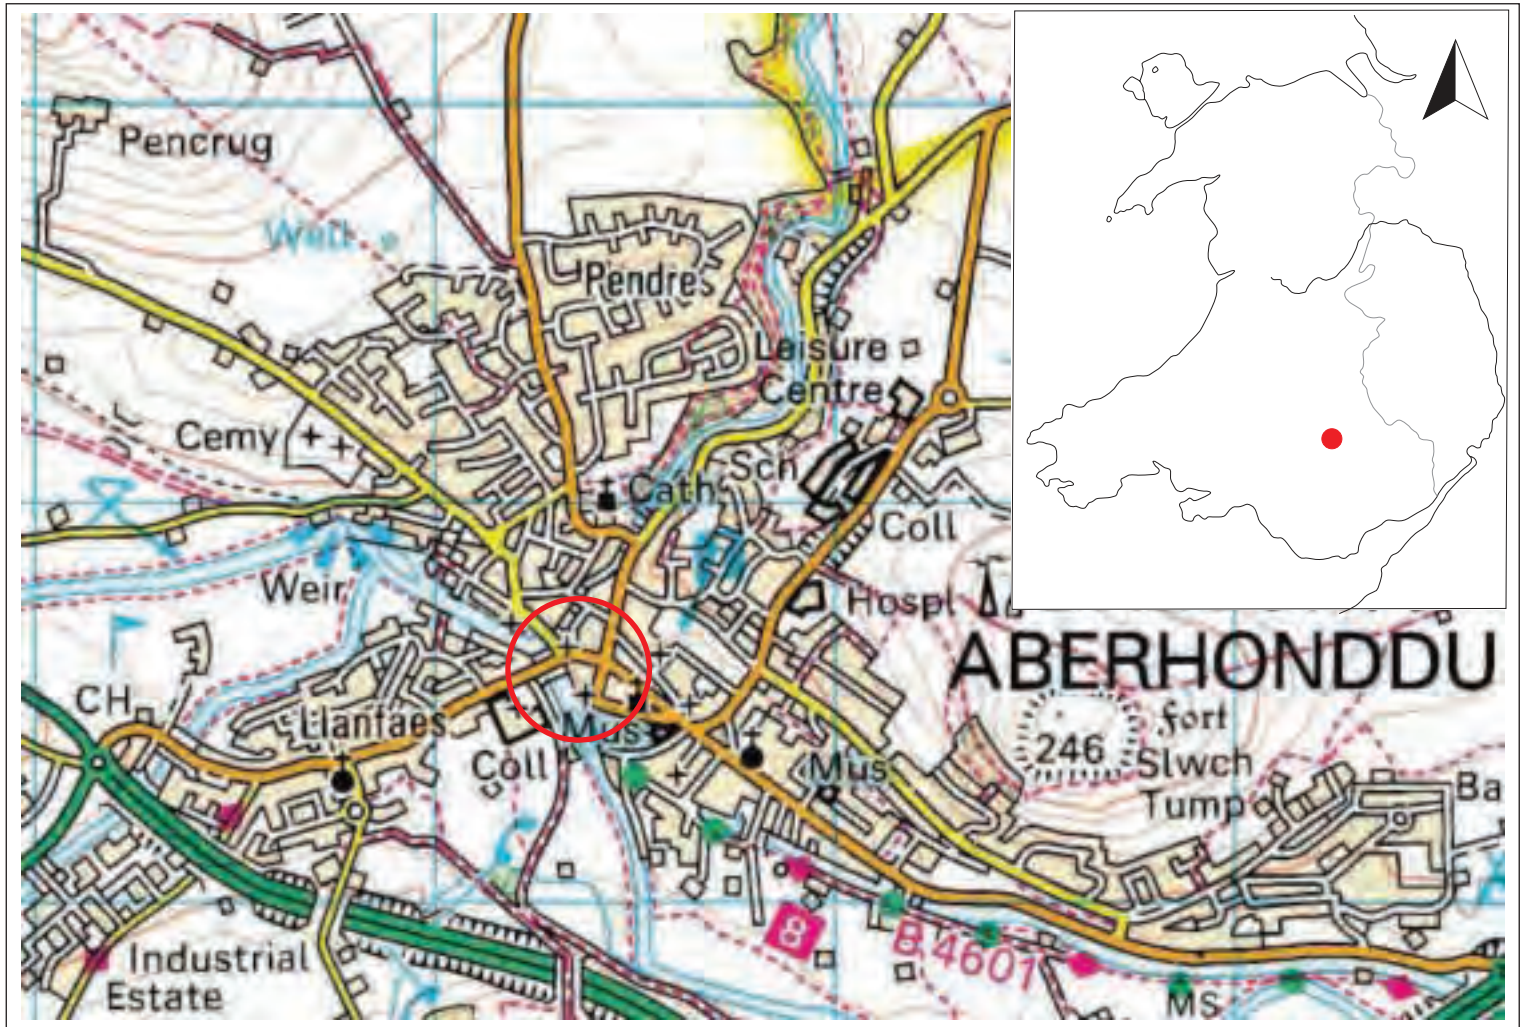 Pencrug
Well
Pendre
Leisure
Centre
Cemy
Cath
Sch
Coll
Weir
Hospl
ABERHONDDU
CH
Llanfaes
Coll
Mus
Mus
246
fort
Slwch
Tump
Ba
8
B 4601
Industrial
Estate
MS